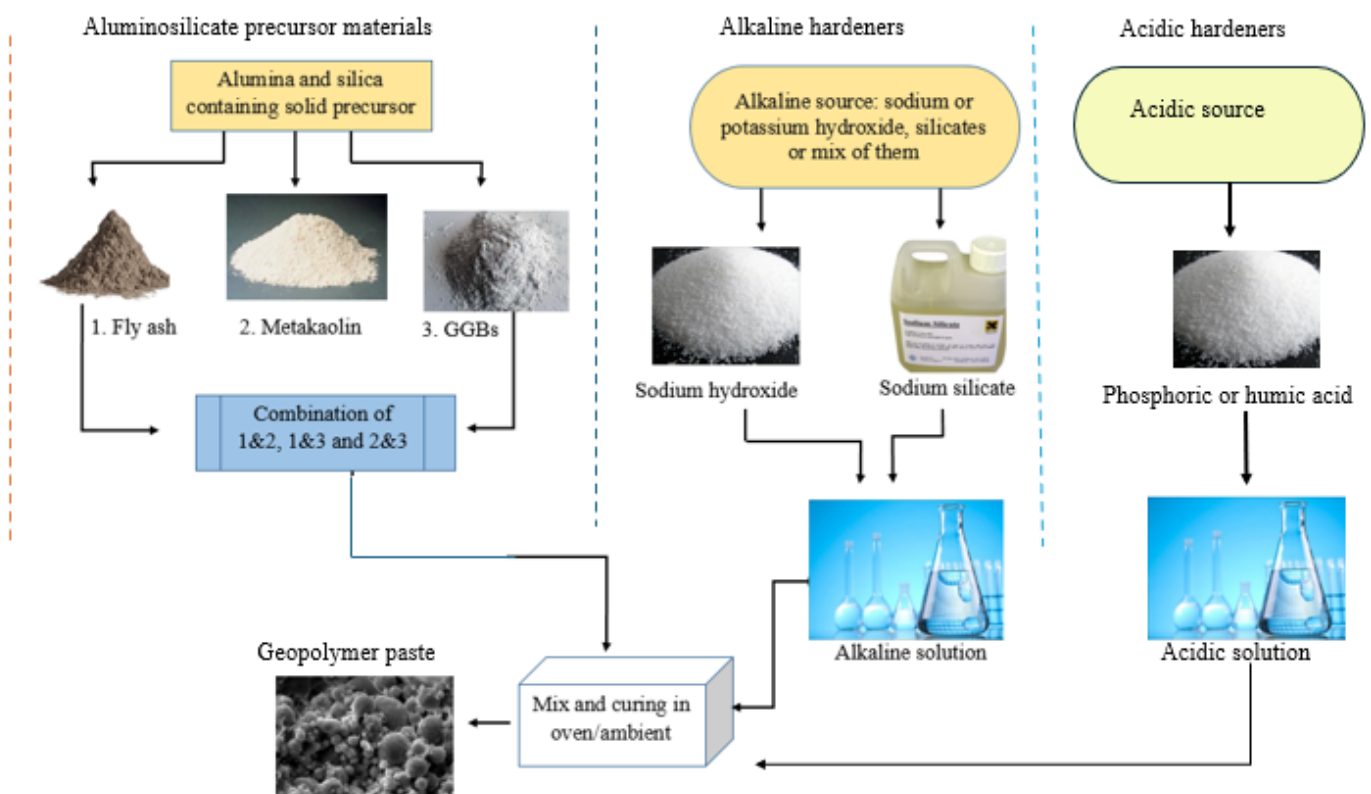 Aluminosilicate precursor materials
Alkaline hardeners
Acidic hardeners
Alumina and silica
containing solid precursor
Alkaline source: sodium or
potassium hydroxide, silicates
or mix of them
Acidic source
1. Fly ash
2. Metakaolin
3. GGBs
Sodium Silicate
Sodium hydroxide
Sodium silicate
Phosphoric or humic acid
Combination of
1&2, 1&3 and 2&3
Alkaline solution
Acidic solution
Geopolymer paste
Mix and curing in
oven/ambient